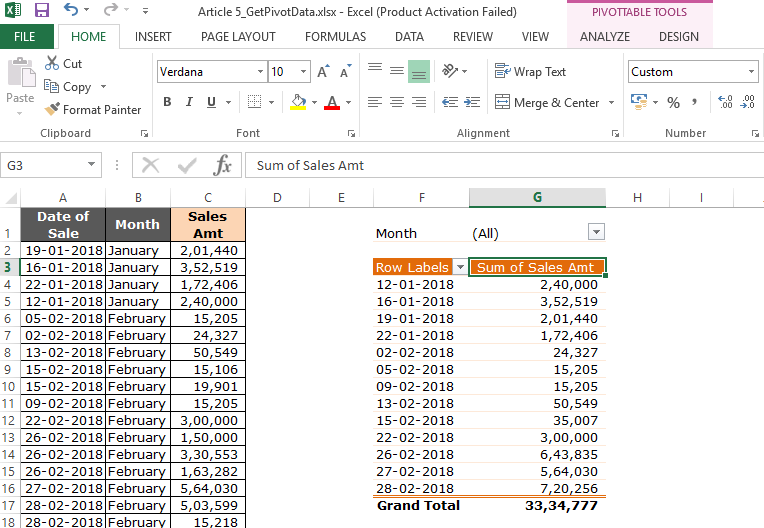 Article 5_GetPivotData.xlsx - Excel (Product Activation Failed) PIVOTTABLE TOOLS
FILE HOME INSERT PAGE LAYOUT FORMULAS DATA REVIEW VIEW ANALYZE DESIGN
Paste Cut Copy Format Painter
Verdana 10 A A
B I U A
Wrap Text
Merge & Center
Custom
% , .0 .00 .00 .0
Clipboard Font Alignment Number
G3 fx Sum of Sales Amt
A B C D E F G H I
1 Date of Sale Month Sales Amt Month (All)
2 19-01-2018 January 2,01,440
3 16-01-2018 January 3,52,519 Row Labels Sum of Sales Amt
4 22-01-2018 January 1,72,406 12-01-2018 2,40,000
5 12-01-2018 January 2,40,000 16-01-2018 3,52,519
6 05-02-2018 February 15,205 19-01-2018 2,01,440
7 02-02-2018 February 24,327 22-01-2018 1,72,406
8 13-02-2018 February 50,549 02-02-2018 24,327
9 15-02-2018 February 15,106 05-02-2018 15,205
10 15-02-2018 February 19,901 09-02-2018 15,205
11 09-02-2018 February 15,205 13-02-2018 50,549
12 22-02-2018 February 3,00,000 15-02-2018 35,007
13 26-02-2018 February 1,50,000 22-02-2018 3,00,000
14 26-02-2018 February 3,30,553 26-02-2018 6,43,835
15 26-02-2018 February 1,63,282 27-02-2018 5,64,030
16 27-02-2018 February 5,64,030 28-02-2018 7,20,256
17 28-02-2018 February 5,03,599 Grand Total 33,34,777
18 28-02-2018 February 15,218